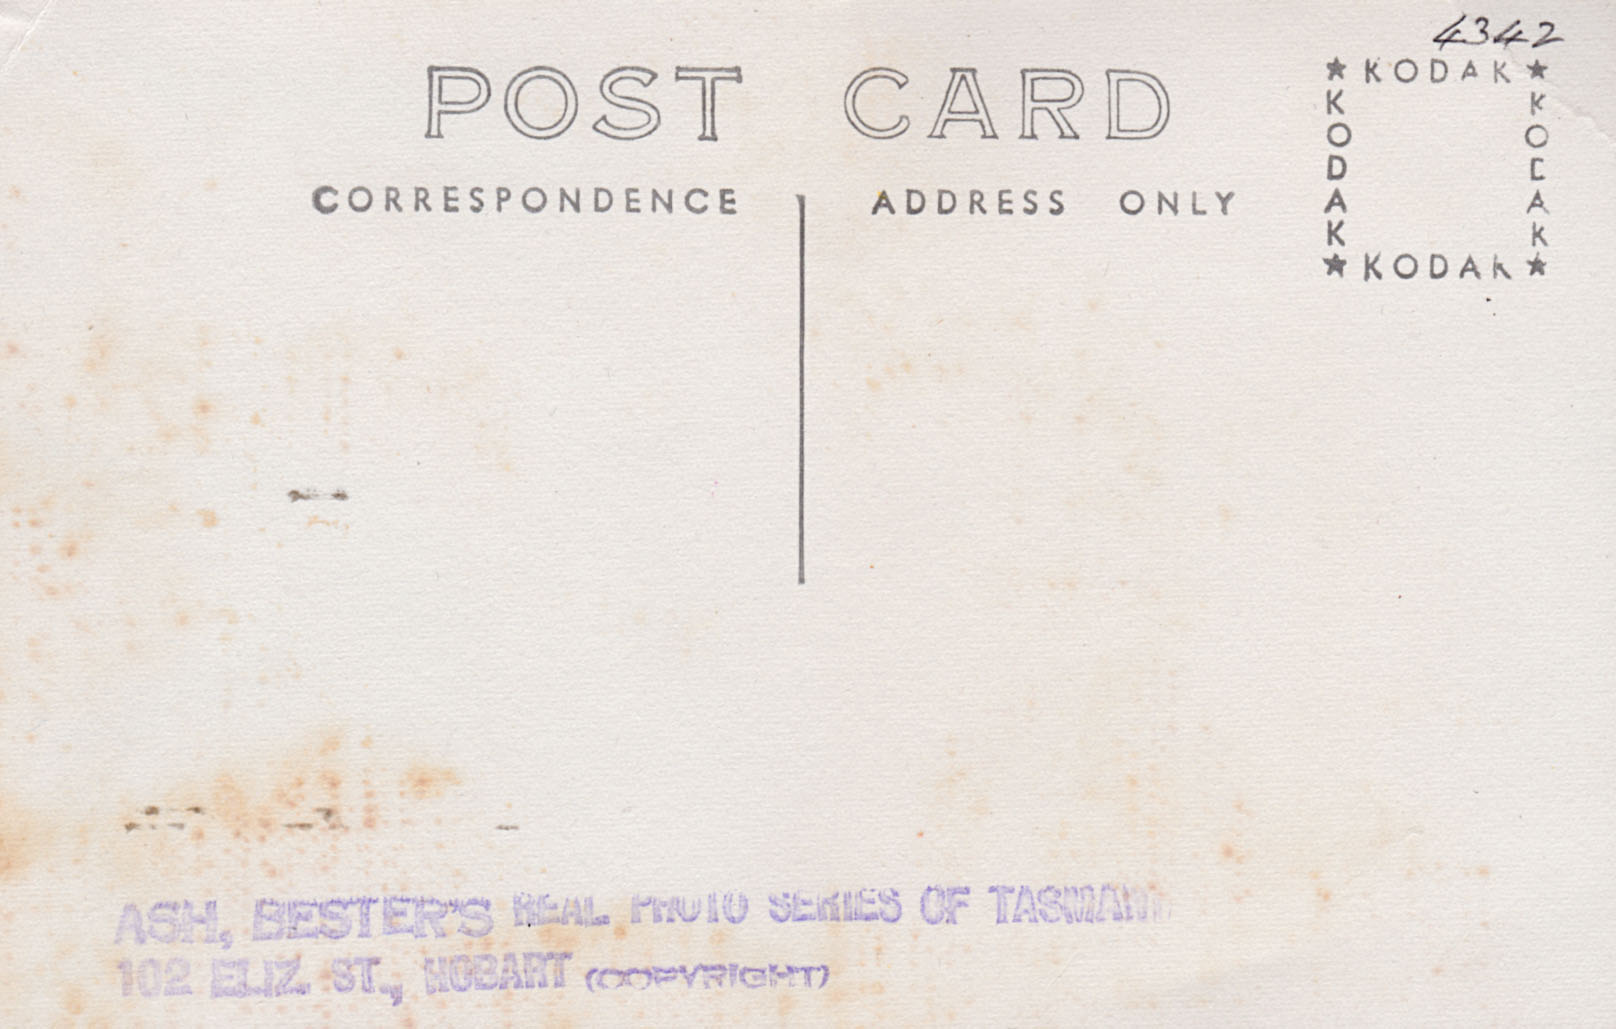 4342
POST CARD
CORRESPONDENCE ADDRESS ONLY
★ KODAK ★
KODAK
KODAK
★ KODAK ★
ASH, BESTER'S REAL PHOTO SERIES OF TASMAN
102 ELIZ. ST., HOBART (COPYRIGHT)